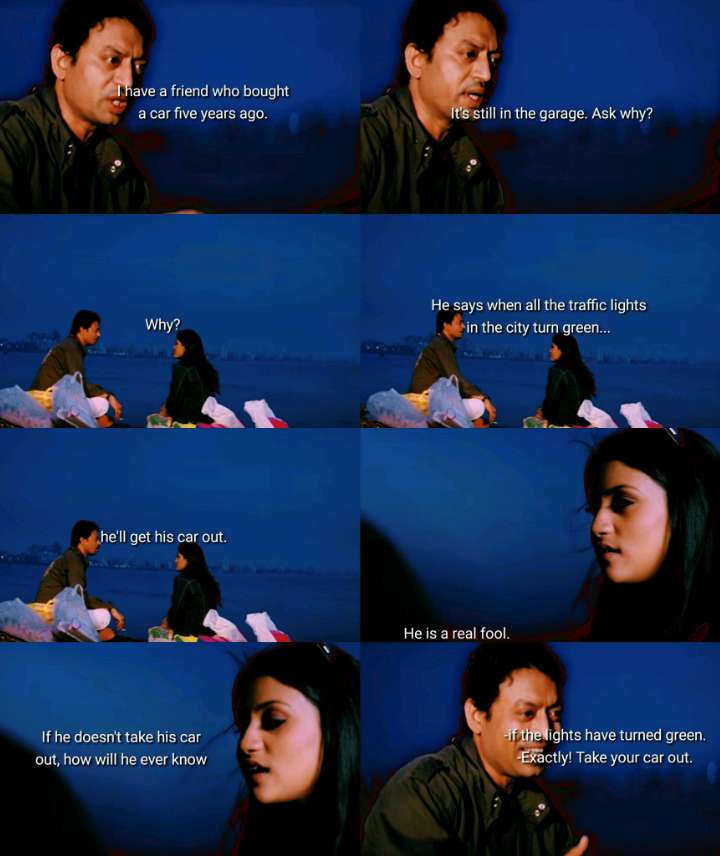 I have a friend who bought
a car five years ago.
It's still in the garage. Ask why?
Why?
He says when all the traffic lights
in the city turn green...
he'll get his car out.
He is a real fool.
If he doesn't take his car
out, how will he ever know
-if the lights have turned green.
-Exactly! Take your car out.